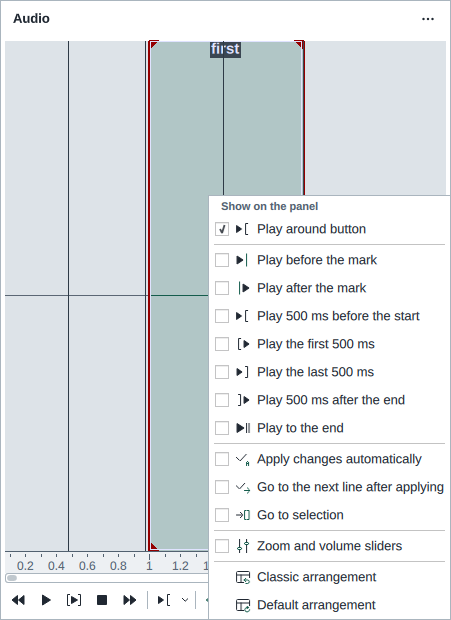 Audio
first
Show on the panel
Play around button
Play before the mark
Play after the mark
Play 500 ms before the start
Play the first 500 ms
Play the last 500 ms
Play 500 ms after the end
Play to the end
Apply changes automatically
Go to the next line after applying
Go to selection
Zoom and volume sliders
Classic arrangement
Default arrangement
0.2 0.4 0.6 0.8 1 1.2